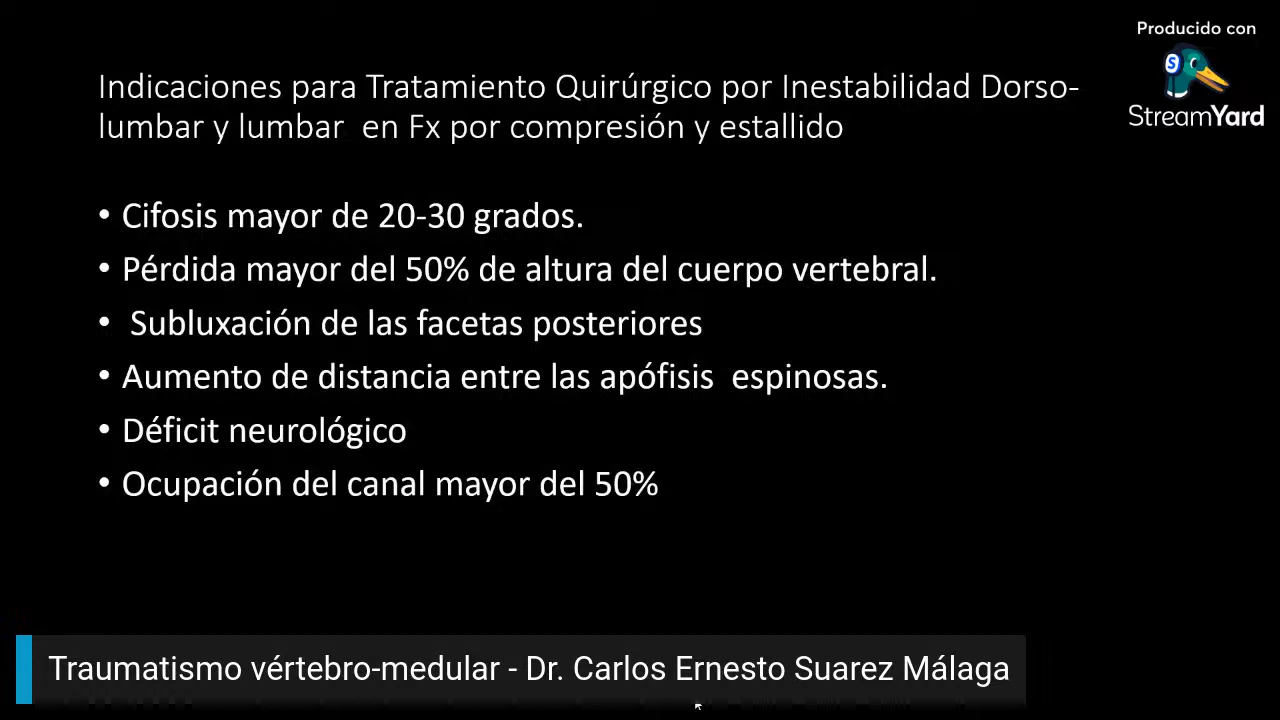 Producido con
StreamYard
Indicaciones para Tratamiento Quirúrgico por Inestabilidad Dorso-
lumbar y lumbar en Fx por compresión y estallido
• Cifosis mayor de 20-30 grados.
• Pérdida mayor del 50% de altura del cuerpo vertebral.
• Subluxación de las facetas posteriores
• Aumento de distancia entre las apófisis espinosas.
• Déficit neurológico
• Ocupación del canal mayor del 50%
Traumatismo vértebro-medular - Dr. Carlos Ernesto Suarez Málaga